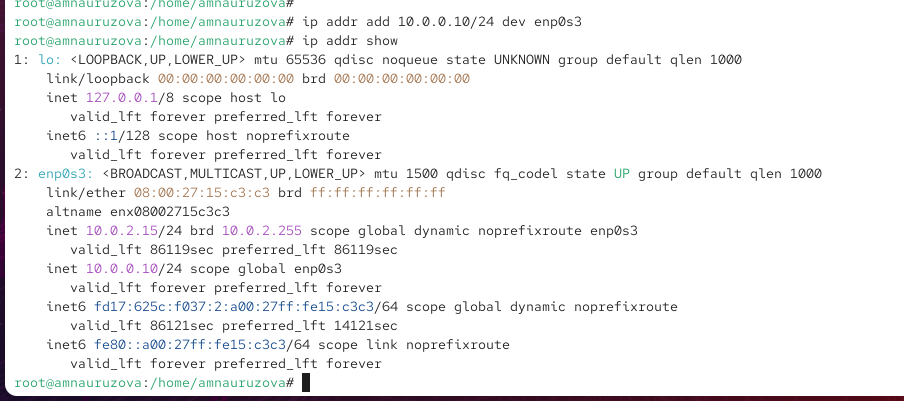 root@amnauruzova:/home/amnauruzova#
root@amnauruzova:/home/amnauruzova# ip addr add 10.0.0.10/24 dev enp0s3
root@amnauruzova:/home/amnauruzova# ip addr show
1: lo: <LOOPBACK,UP,LOWER_UP> mtu 65536 qdisc noqueue state UNKNOWN group default qlen 1000
    link/loopback 00:00:00:00:00:00 brd 00:00:00:00:00:00
    inet 127.0.0.1/8 scope host lo
       valid_lft forever preferred_lft forever
    inet6 ::1/128 scope host noprefixroute
       valid_lft forever preferred_lft forever
2: enp0s3: <BROADCAST,MULTICAST,UP,LOWER_UP> mtu 1500 qdisc fq_codel state UP group default qlen 1000
    link/ether 08:00:27:15:c3:c3 brd ff:ff:ff:ff:ff:ff
    altname enx08002715c3c3
    inet 10.0.2.15/24 brd 10.0.2.255 scope global dynamic noprefixroute enp0s3
       valid_lft 86119sec preferred_lft 86119sec
    inet 10.0.0.10/24 scope global enp0s3
       valid_lft forever preferred_lft forever
    inet6 fd17:625c:f037:2:a00:27ff:fe15:c3c3/64 scope global dynamic noprefixroute
       valid_lft 86121sec preferred_lft 14121sec
    inet6 fe80::a00:27ff:fe15:c3c3/64 scope link noprefixroute
       valid_lft forever preferred_lft forever
root@amnauruzova:/home/amnauruzova#